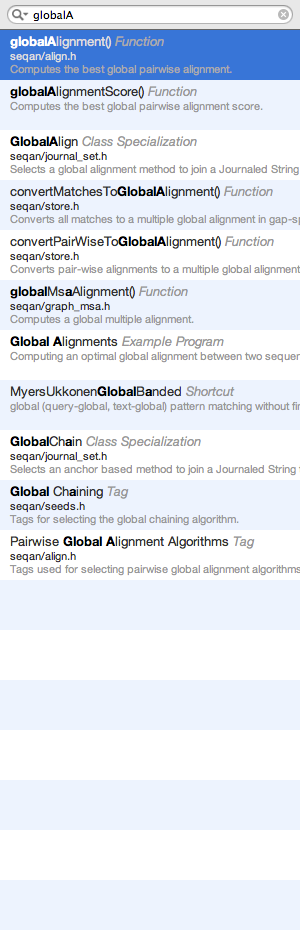 globalA
globalAlignment() Function
seqan/align.h
Computes the best global pairwise alignment.
globalAlignmentScore() Function
Computes the best global pairwise alignment score.
GlobalAlign Class Specialization
seqan/journal_set.h
Selects a global alignment method to join a Journaled String
convertMatchesToGlobalAlignment() Function
seqan/store.h
Converts all matches to a multiple global alignment in gap-sp
convertPairWiseToGlobalAlignment() Function
seqan/store.h
Converts pair-wise alignments to a multiple global alignment
globalMsaAlignment() Function
seqan/graph_msa.h
Computes a global multiple alignment.
Global Alignments Example Program
Computing an optimal global alignment between two sequen
MyersUkkonenGlobalBanded Shortcut
global (query-global, text-global) pattern matching without fin
GlobalChain Class Specialization
seqan/journal_set.h
Selects an anchor based method to join a Journaled String
Global Chaining Tag
seqan/seeds.h
Tags for selecting the global chaining algorithm.
Pairwise Global Alignment Algorithms Tag
seqan/align.h
Tags used for selecting pairwise global alignment algorithms